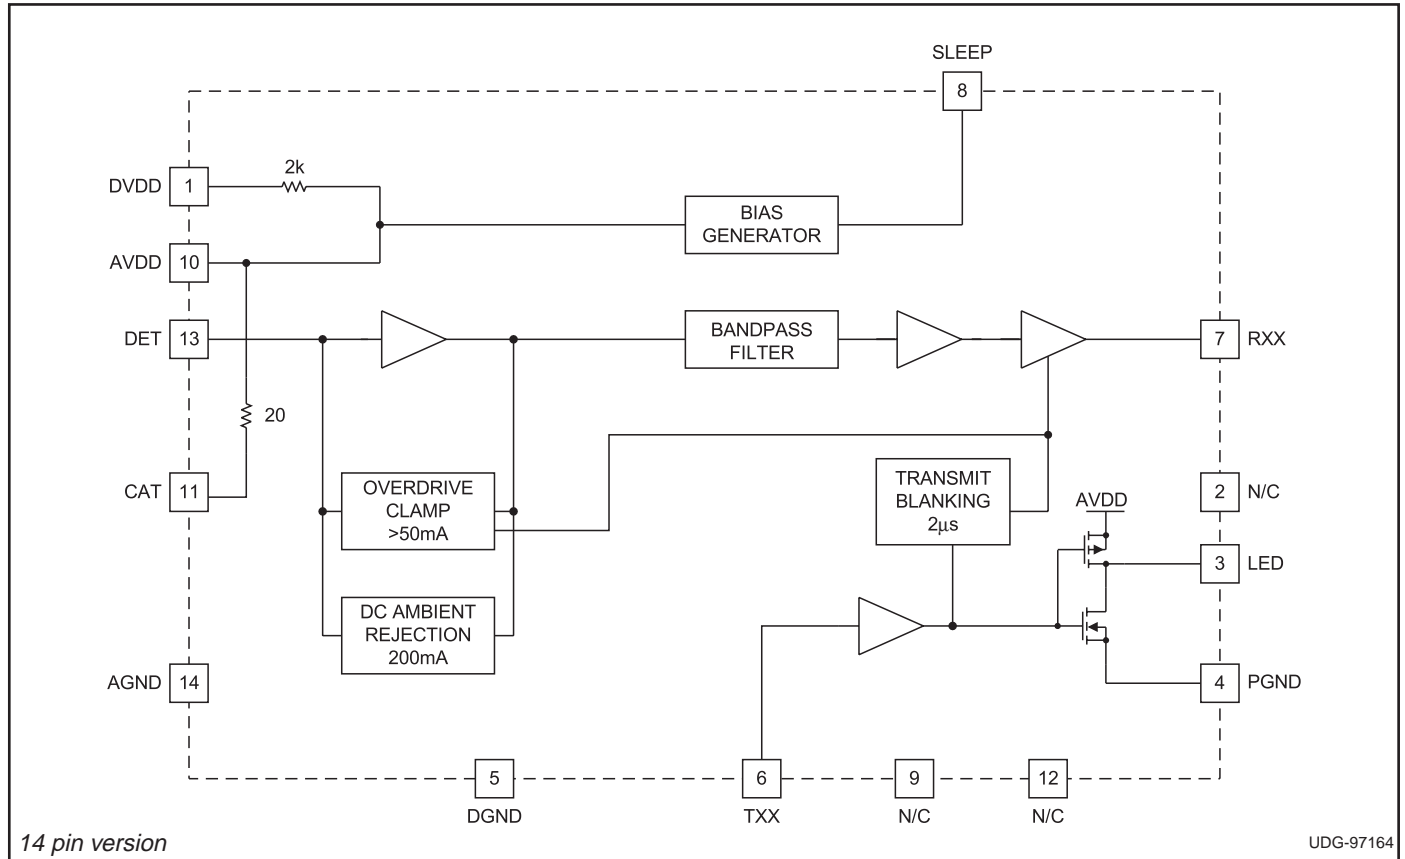 SLEEP
8
DVDD 1
2k
BIAS
GENERATOR
AVDD 10
DET 13
BANDPASS
FILTER
7 RXX
20
CAT 11
OVERDRIVE
CLAMP
>50mA
TRANSMIT
BLANKING
2µs
AVDD
2 N/C
3 LED
DC AMBIENT
REJECTION
200mA
AGND 14
4 PGND
5
DGND
6
TXX
9
N/C
12
N/C
14 pin version
UDG-97164